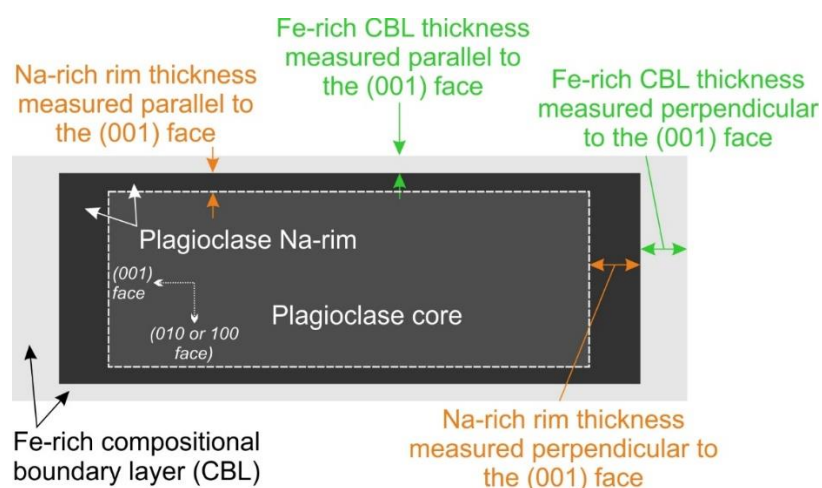 Fe-rich CBL thickness
measured parallel to
the (001) face
Na-rich rim thickness
measured parallel to
the (001) face
Fe-rich CBL thickness
measured perpendicular
to the (001) face
Plagioclase Na-rim
(001)
face
(010 or 100
face)
Plagioclase core
Fe-rich compositional
boundary layer (CBL)
Na-rich rim thickness
measured perpendicular to
the (001) face